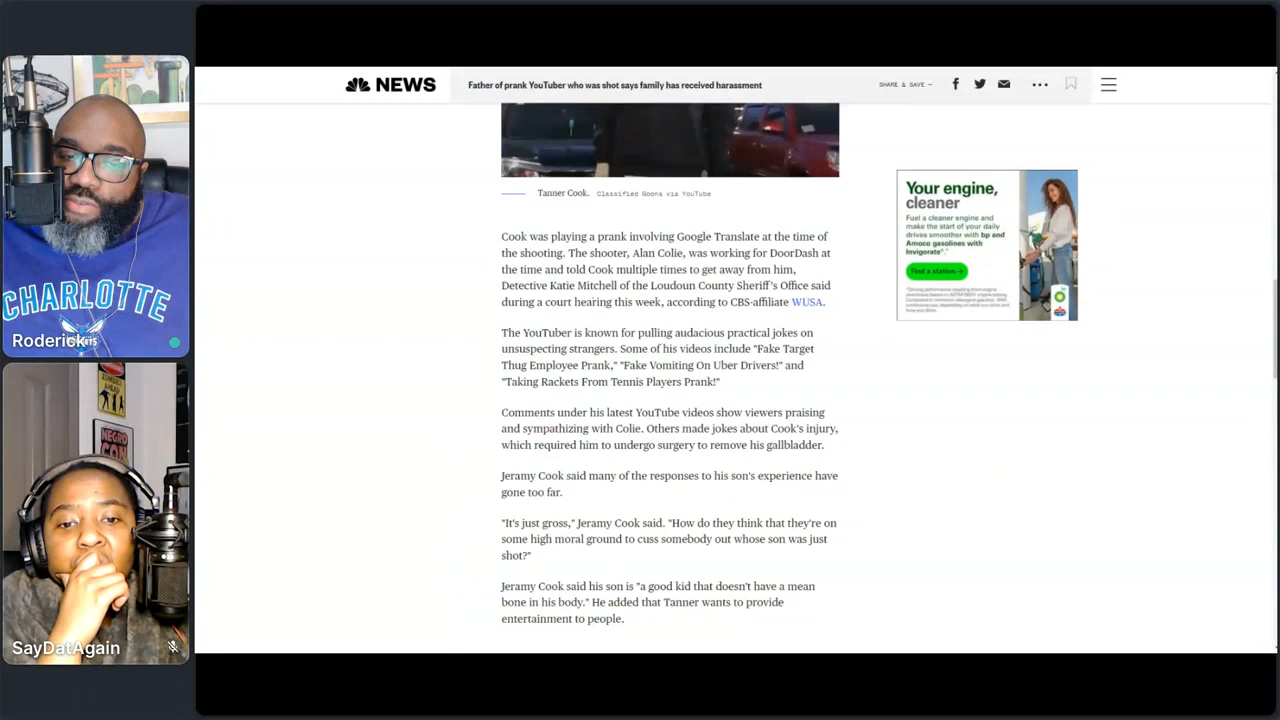 NEWS
Father of prank YouTuber who was shot says family has received harassment
SHARE & SAVE —
Tanner Cook. Classified Goons via YouTube
Cook was playing a prank involving Google Translate at the time of
the shooting. The shooter, Alan Colie, was working for DoorDash at
the time and told Cook multiple times to get away from him,
Detective Katie Mitchell of the Loudoun County Sheriff's Office said
during a court hearing this week, according to CBS-affiliate WUSA.
The YouTuber is known for pulling audacious practical jokes on
unsuspecting strangers. Some of his videos include "Fake Target
Thug Employee Prank," "Fake Vomiting On Uber Drivers!" and
"Taking Rackets From Tennis Players Prank!"
Comments under his latest YouTube videos show viewers praising
and sympathizing with Colie. Others made jokes about Cook's injury,
which required him to undergo surgery to remove his gallbladder.
Jeramy Cook said many of the responses to his son's experience have
gone too far.
"It's just gross," Jeramy Cook said. "How do they think that they're on
some high moral ground to cuss somebody out whose son was just
shot?"
Jeramy Cook said his son is "a good kid that doesn't have a mean
bone in his body." He added that Tanner wants to provide
entertainment to people.
Your engine,
cleaner
Fuel a cleaner engine and
make the start of your daily
drives smoother with bp and
Amoco gasolines with
Invigorate®.*
Find a station
bp
CHARLOTTE
Roderick
ZOMBIES
AHEAD
NEGRO
CON
SayDatAgain